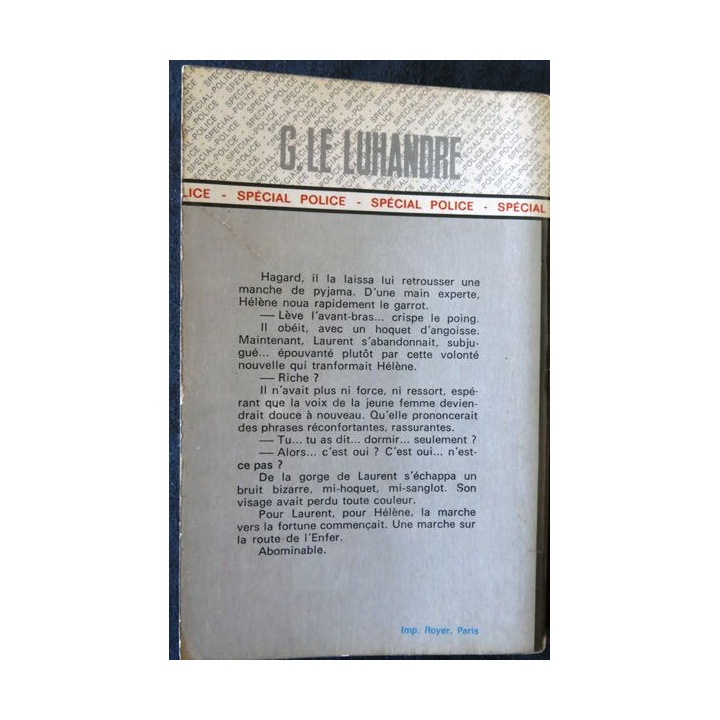 G. LE LUHANDRE
LICE - SPÉCIAL POLICE - SPÉCIAL POLICE - SPÉCIAL
Hagard, il la laissa lui retrousser une
manche de pyjama. D'une main experte,
Hélène noua rapidement le garrot.
— Lève l'avant-bras... crispe le poing.
Il obéit, avec un hoquet d'angoisse.
Maintenant, Laurent s'abandonnait, subju-
gué... épouvanté plutôt par cette volonté
nouvelle qui tranformait Hélène.
— Riche ?
Il n'avait plus ni force, ni ressort, espé-
rant que la voix de la jeune femme devien-
drait douce à nouveau. Qu'elle prononcerait
des phrases réconfortantes, rassurantes.
— Tu... tu as dit... dormir... seulement ?
— Alors... c'est oui ? C'est oui... n'est-
ce pas ?
De la gorge de Laurent s'échappa un
bruit bizarre, mi-hoquet, mi-sanglot. Son
visage avait perdu toute couleur.
Pour Laurent, pour Hélène, la marche
vers la fortune commençait. Une marche sur
la route de l'Enfer.
Abominable.
Imp. Royer, Paris